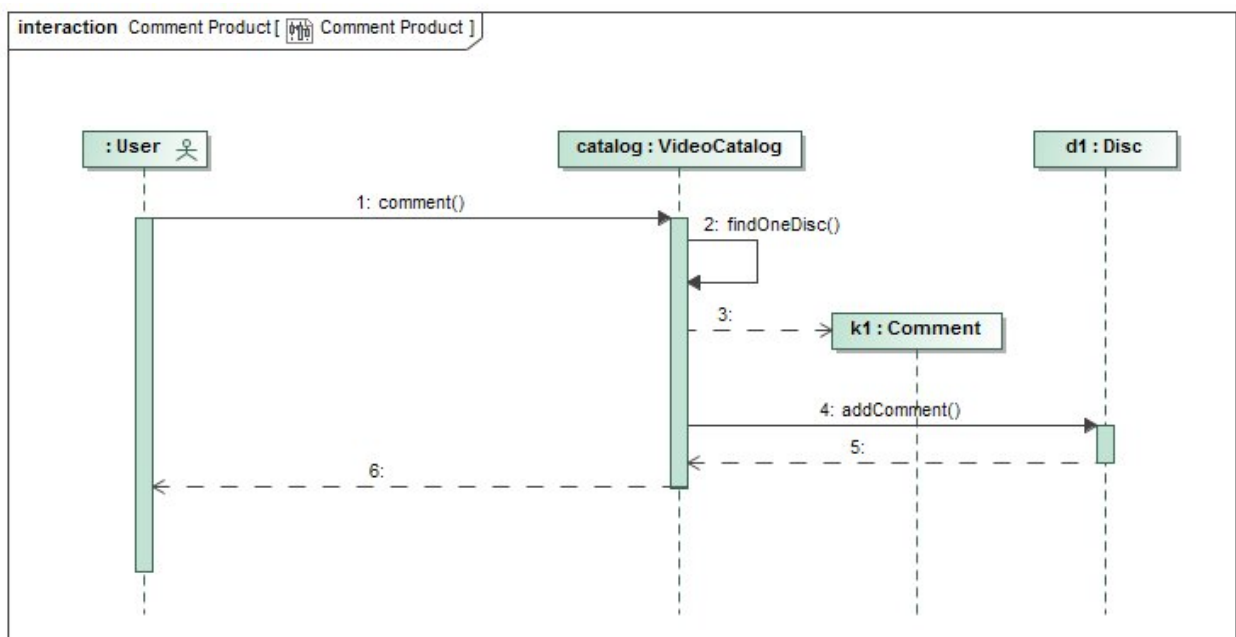 interaction Comment Product [ Comment Product ]
: User
catalog : VideoCatalog
d1 : Disc
1: comment()
2: findOneDisc()
3:
k1 : Comment
4: addComment()
5:
6: